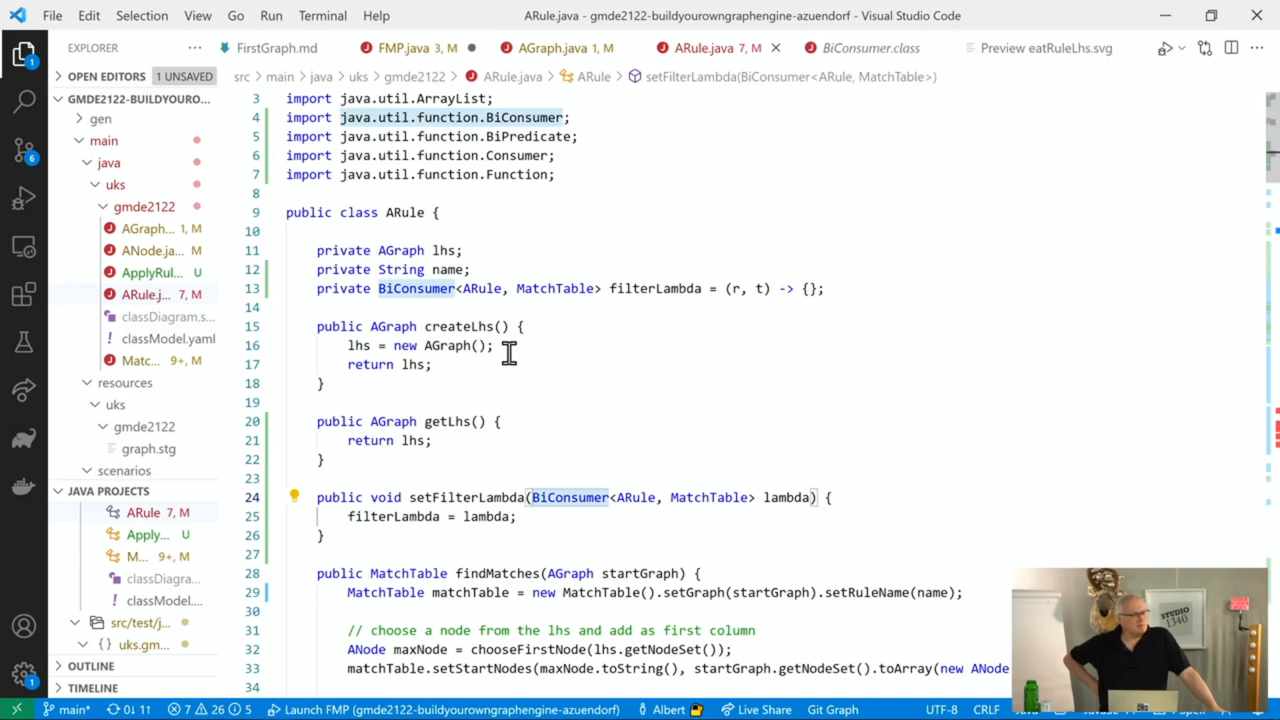 File Edit Selection View Go Run Terminal Help
ARule.java - gmde2122-buildyourowngraphengine-azuendorf - Visual Studio Code
EXPLORER ···
FirstGraph.md
FMP.java 3, M
AGraph.java 1, M
ARule.java 7, M
BiConsumer.class
Preview eatRuleLhs.svg
src > main > java > uks > gmde2122 > ARule.java > ARule > setFilterLambda(BiConsumer<ARule, MatchTable>)
OPEN EDITORS 1 UNSAVED
GMDE2122-BUILDYOURO...
gen
main
java
uks
gmde2122
AGraph... 1, M
ANode.ja... M
ApplyRul... U
ARule.j... 7, M
classDiagram.s...
classModel.yaml
Matc... 9+, M
resources
uks
gmde2122
graph.stg
scenarios
JAVA PROJECTS
ARule 7, M
Apply... U
M... 9+, M
classDiagra...
classModel....
src/test/j...
uks.gm...
OUTLINE
TIMELINE
1
6
1
3 import java.util.ArrayList;
4 import java.util.function.BiConsumer;
5 import java.util.function.BiPredicate;
6 import java.util.function.Consumer;
7 import java.util.function.Function;
8
9 public class ARule {
10
11 private AGraph lhs;
12 private String name;
13 private BiConsumer<ARule, MatchTable> filterLambda = (r, t) -> {};
14
15 public AGraph createLhs() {
16 lhs = new AGraph();
17 return lhs;
18 }
19
20 public AGraph getLhs() {
21 return lhs;
22 }
23
24 public void setFilterLambda(BiConsumer<ARule, MatchTable> lambda) {
25 filterLambda = lambda;
26 }
27
28 public MatchTable findMatches(AGraph startGraph) {
29 MatchTable matchTable = new MatchTable().setGraph(startGraph).setRuleName(name);
30
31 // choose a node from the lhs and add as first column
32 ANode maxNode = chooseFirstNode(lhs.getNodeSet());
33 matchTable.setStartNodes(maxNode.toString(), startGraph.getNodeSet().toArray(new ANode
34
STUDIO
1340
main* 0↓ 1↑ 7 26 5 Launch FMP (gmde2122-buildyourowngraphengine-azuendorf) Albert Live Share Git Graph UTF-8 CRLF